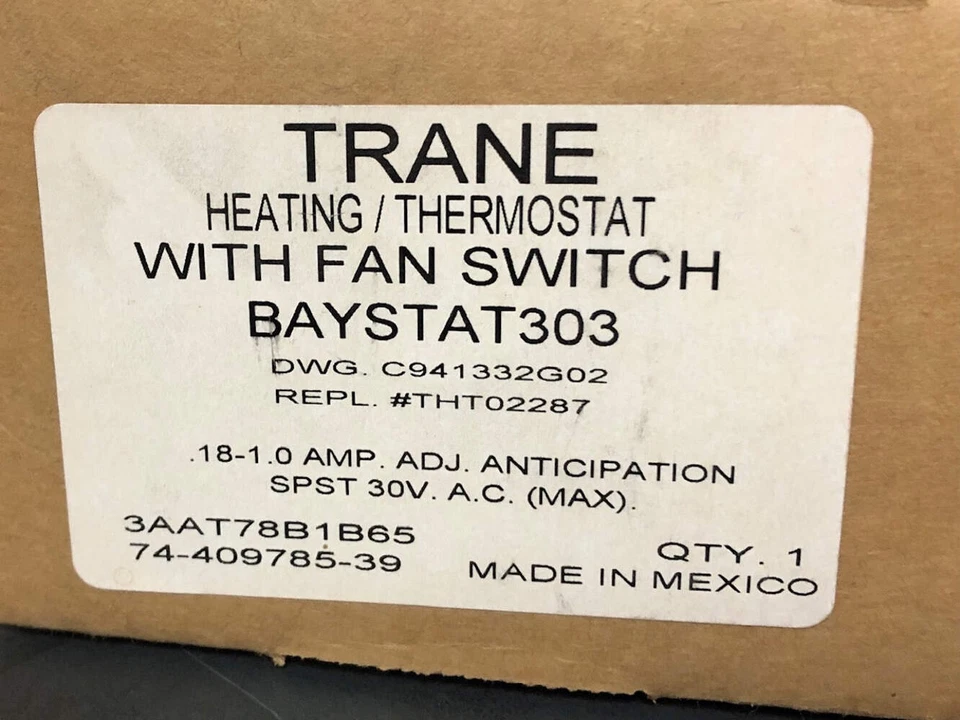 TRANE
HEATING / THERMOSTAT
WITH FAN SWITCH
BAYSTAT303
DWG. C941332G02
REPL. #THT02287
.18-1.0 AMP. ADJ. ANTICIPATION
SPST 30V. A.C. (MAX).
3AAT78B1B65
74-409785-39
QTY. 1
MADE IN MEXICO